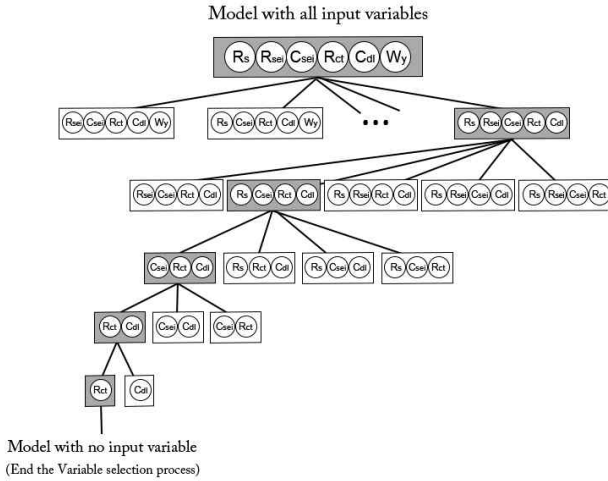 Model with all input variables
Rs Rsei Csei Rct Cdl Wy
Rsei Csei Rct Cdl Wy
Rs Csei Rct Cdl Wy
...
Rs Rsei Csei Rct Cdl
Rsei Csei Rct Cdl
Rs Csei Rct Cdl
Rs Rsei Rct Cdl
Rs Rsei Csei Cdl
Rs Rsei Csei Rct
Csei Rct Cdl
Rs Rct Cdl
Rs Csei Cdl
Rs Csei Rct
Rct Cdl
Csei Cdl
Csei Rct
Rct
Cdl
Model with no input variable
(End the Variable selection process)